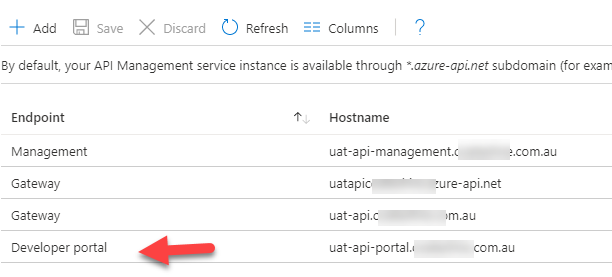 Add Save Discard Refresh Columns ?
By default, your API Management service instance is available through *.azure-api.net subdomain (for exam
Endpoint Hostname
Management uat-api-management. e.com.au
Gateway uatapic zure-api.net
Gateway uat-api.c om.au
Developer portal uat-api-portal. com.au